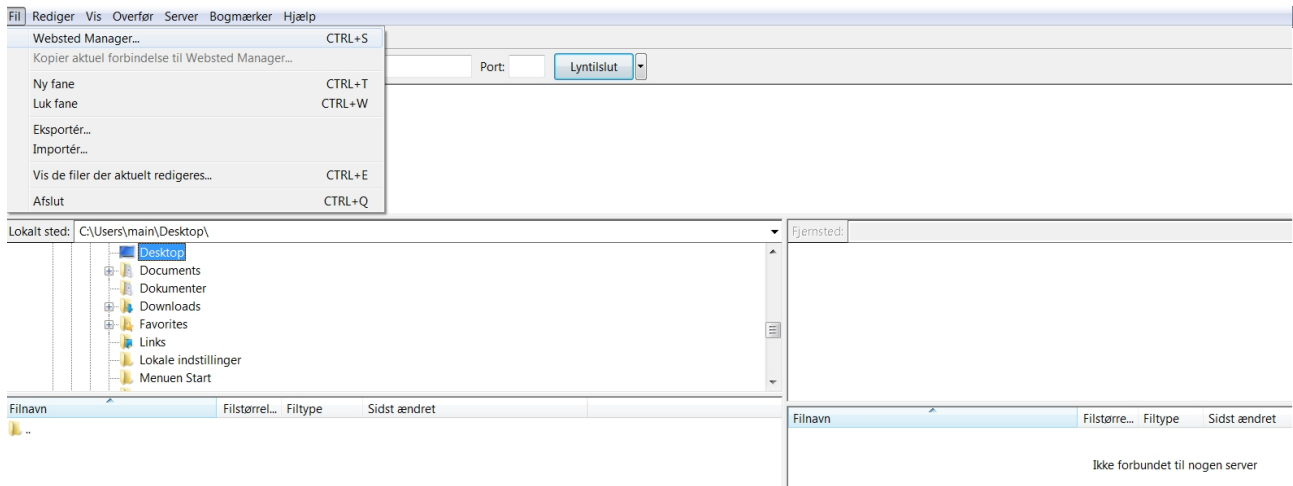 Fil Rediger Vis Overfør Server Bogmærker Hjælp
Websted Manager... CTRL+S
Kopier aktuel forbindelse til Websted Manager...
Port: Lyntilslut
Ny fane CTRL+T
Luk fane CTRL+W
Eksportér...
Importér...
Vis de filer der aktuelt redigeres... CTRL+E
Afslut CTRL+Q
Lokalt sted: C:\Users\main\Desktop\
Desktop
Documents
Dokumenter
Downloads
Favorites
Links
Lokale indstillinger
Menuen Start
Filnavn Filstørrel... Filtype Sidst ændret
..
Fjernsted:
Filnavn Filstørre... Filtype Sidst ændret
Ikke forbundet til nogen server